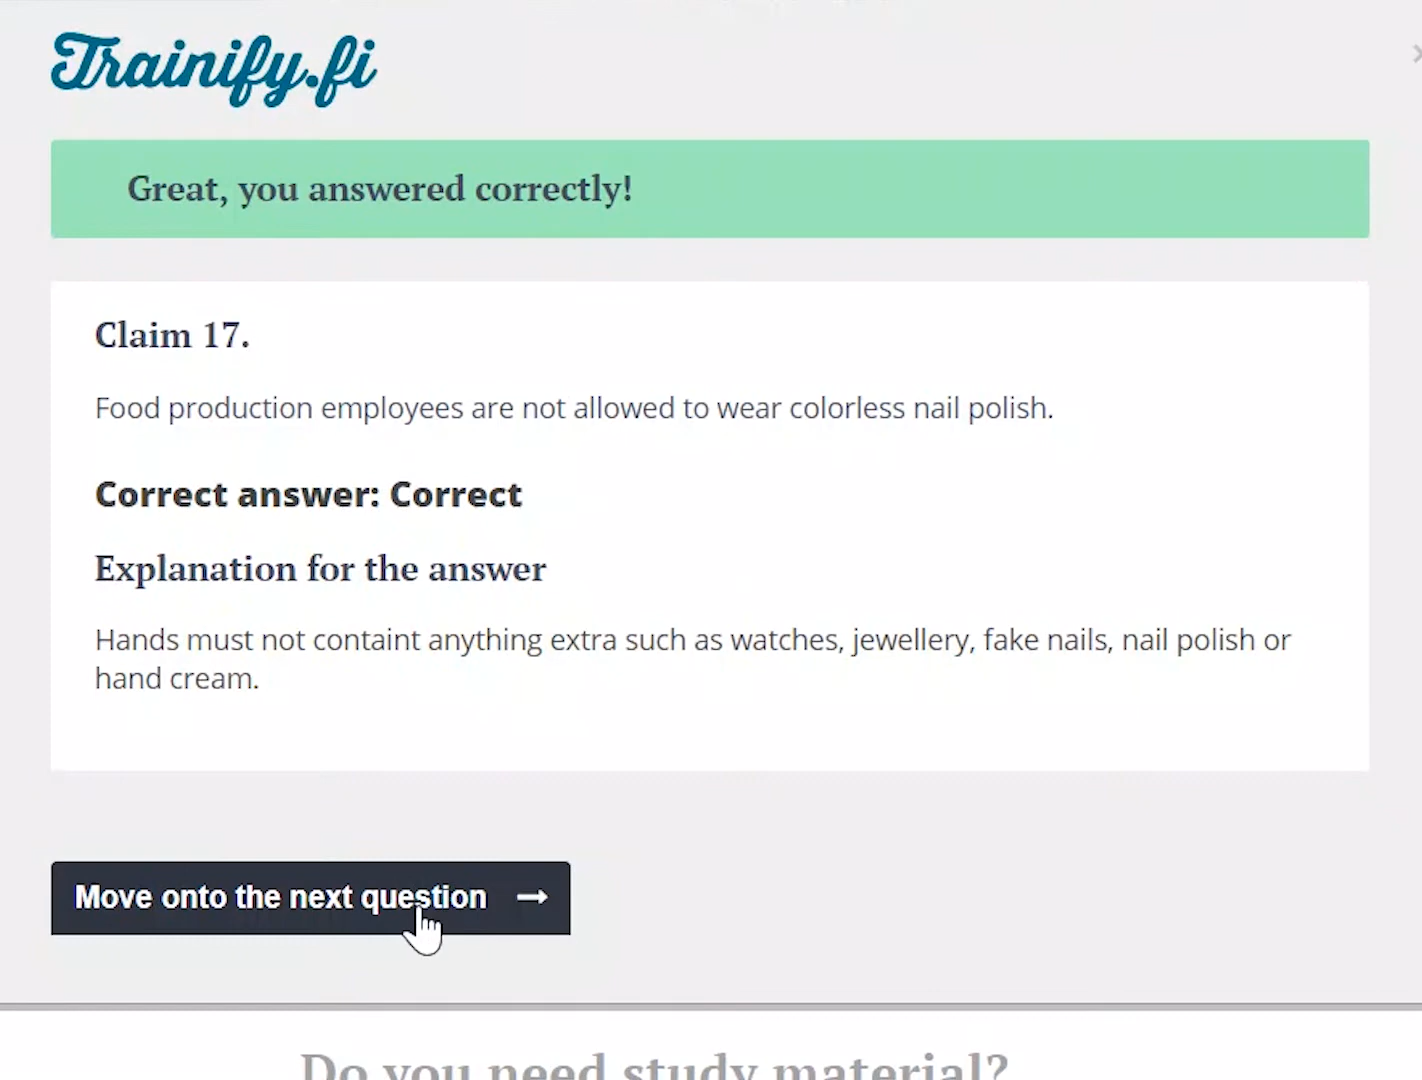 Trainify.fi
Great, you answered correctly!
Claim 17.
Food production employees are not allowed to wear colorless nail polish.
Correct answer: Correct
Explanation for the answer
Hands must not containt anything extra such as watches, jewellery, fake nails, nail polish or
hand cream.
Move onto the next question →
Do you need study material?